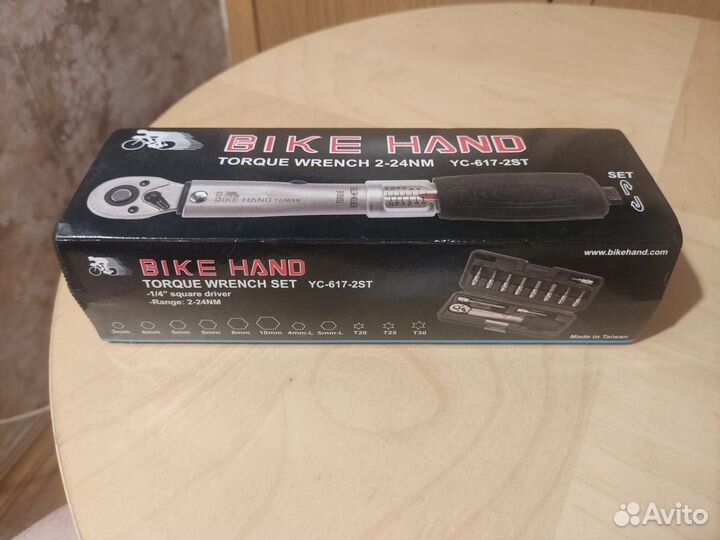 BIKE HAND
TORQUE WRENCH 2-24NM YC-617-2ST
SET
BIKE HAND TAIWAN
TORQUE
www.bikehand.com
BIKE HAND
TORQUE WRENCH SET YC-617-2ST
-1/4" square driver
-Range: 2-24NM
3mm 4mm 5mm 6mm 8mm 10mm 4mm-L 5mm-L T20 T25 T30
Made in Taiwan
Avito